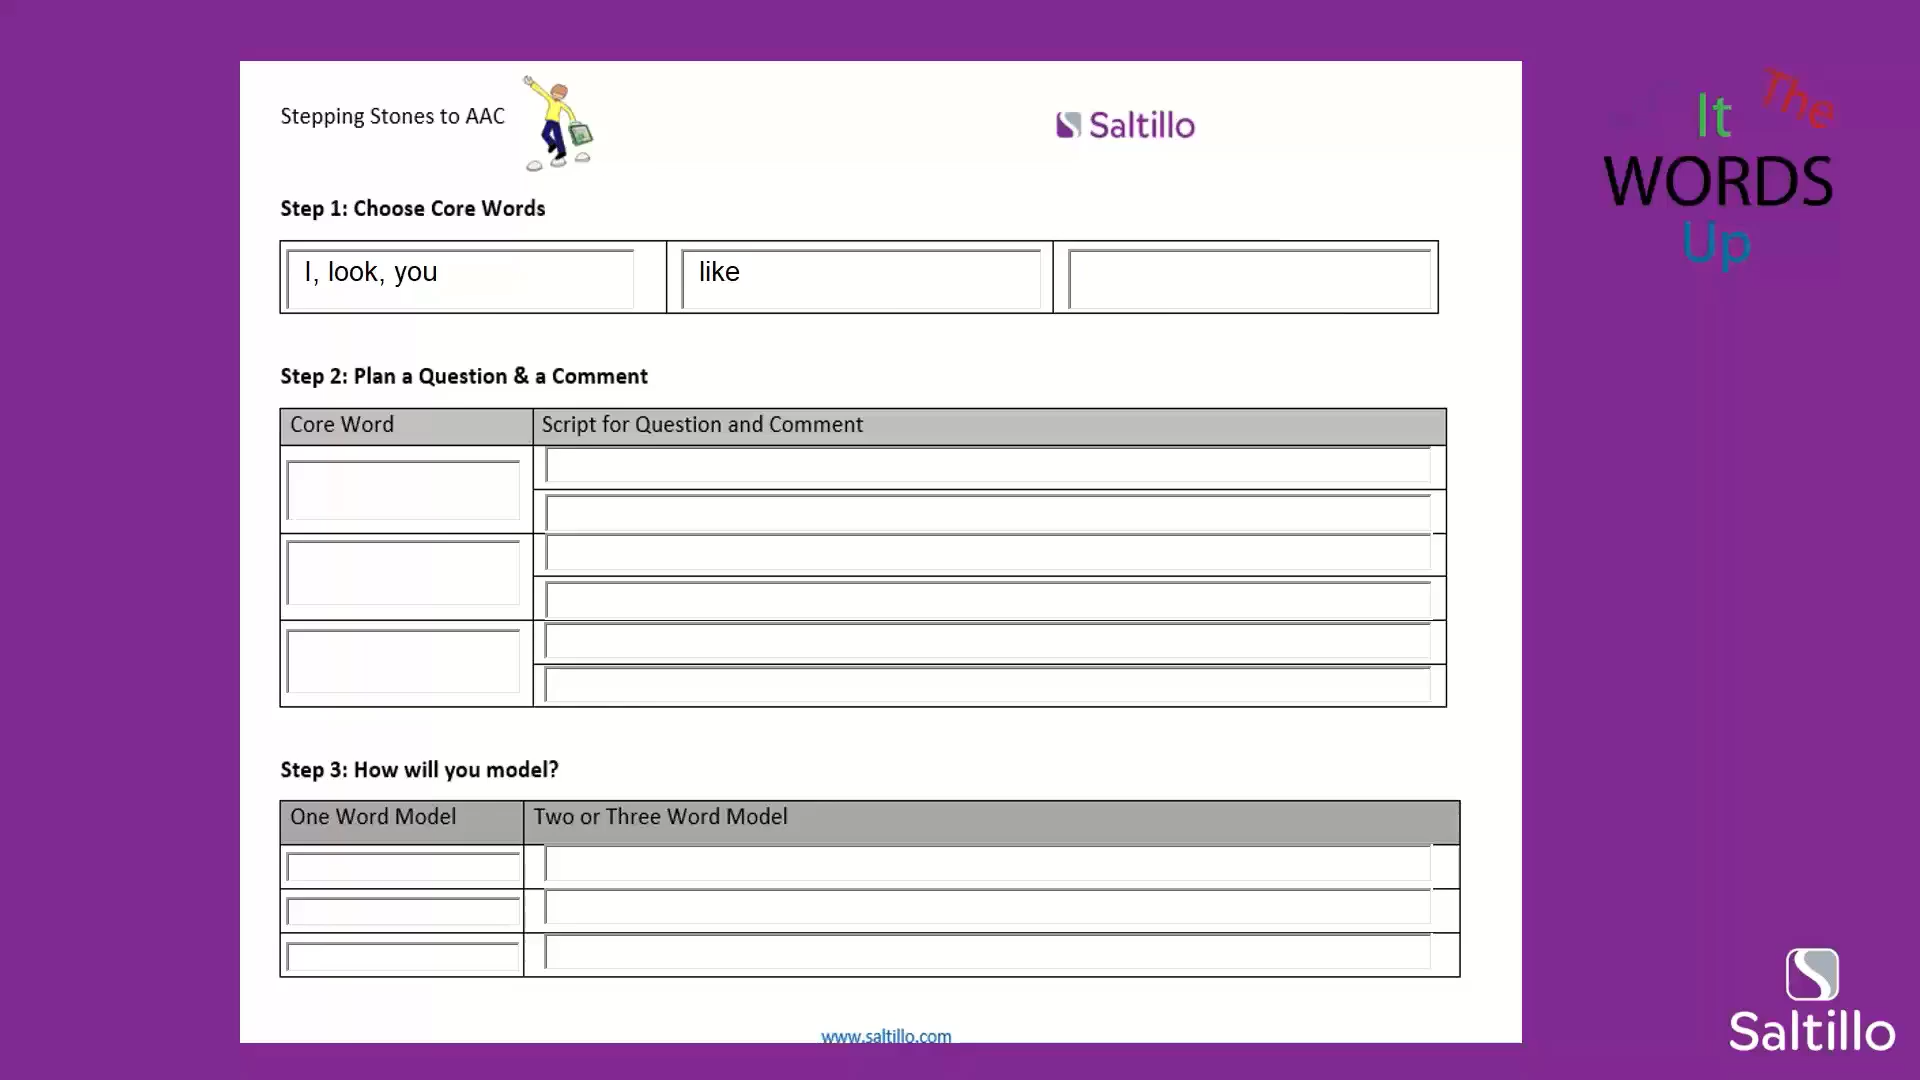 Stepping Stones to AAC
Saltillo
The
It
WORDS
Up
Step 1: Choose Core Words
I, look, you
like
Step 2: Plan a Question & a Comment
Core Word
Script for Question and Comment
Step 3: How will you model?
One Word Model
Two or Three Word Model
www.saltillo.com
Saltillo